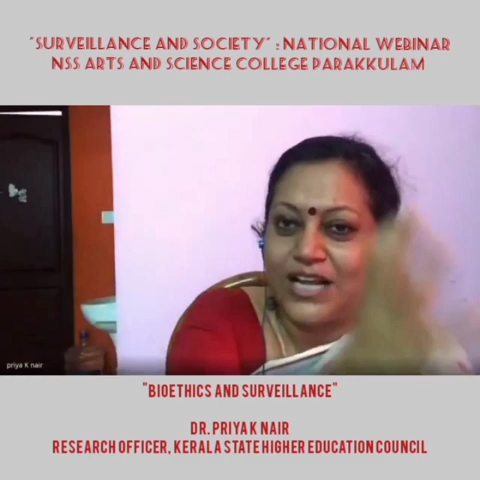 "SURVEILLANCE AND SOCIETY" : NATIONAL WEBINAR
NSS ARTS AND SCIENCE COLLEGE PARAKKULAM
priya K nair
"BIOETHICS AND SURVEILLANCE"
DR. PRIYA K NAIR
RESEARCH OFFICER, KERALA STATE HIGHER EDUCATION COUNCIL